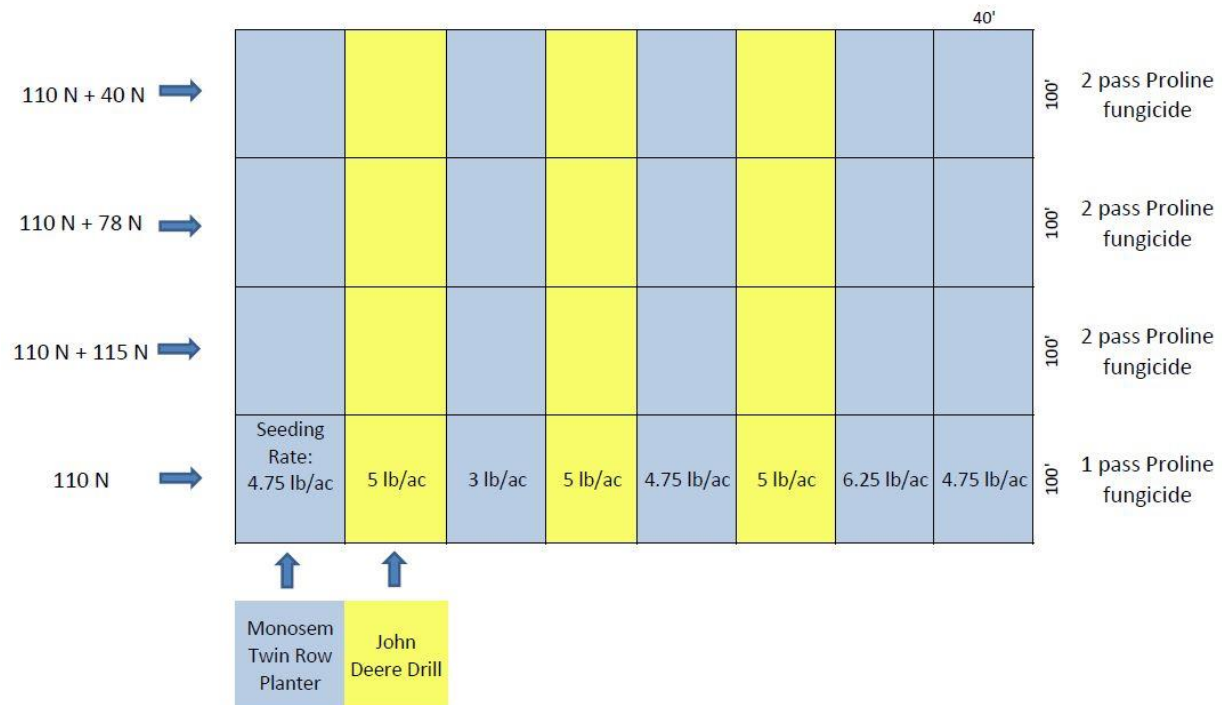 40'
110 N + 40 N
100'
2 pass Proline
fungicide
110 N + 78 N
100'
2 pass Proline
fungicide
110 N + 115 N
100'
2 pass Proline
fungicide
110 N
Seeding
Rate:
4.75 lb/ac
5 lb/ac
3 lb/ac
5 lb/ac
4.75 lb/ac
5 lb/ac
6.25 lb/ac
4.75 lb/ac
100'
1 pass Proline
fungicide
Monosem
Twin Row
Planter
John
Deere Drill